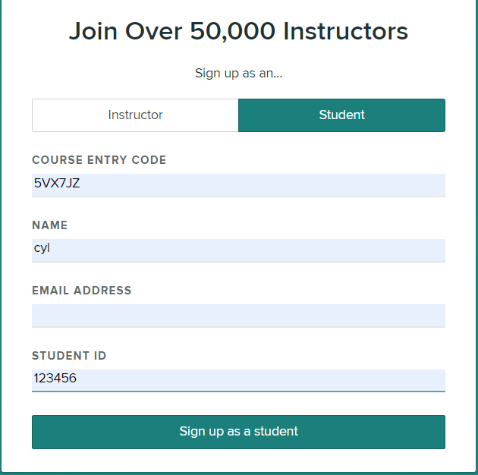 Join Over 50,000 Instructors
Sign up as an...
Instructor Student
COURSE ENTRY CODE
5VX7JZ
NAME
cyl
EMAIL ADDRESS
STUDENT ID
123456
Sign up as a student